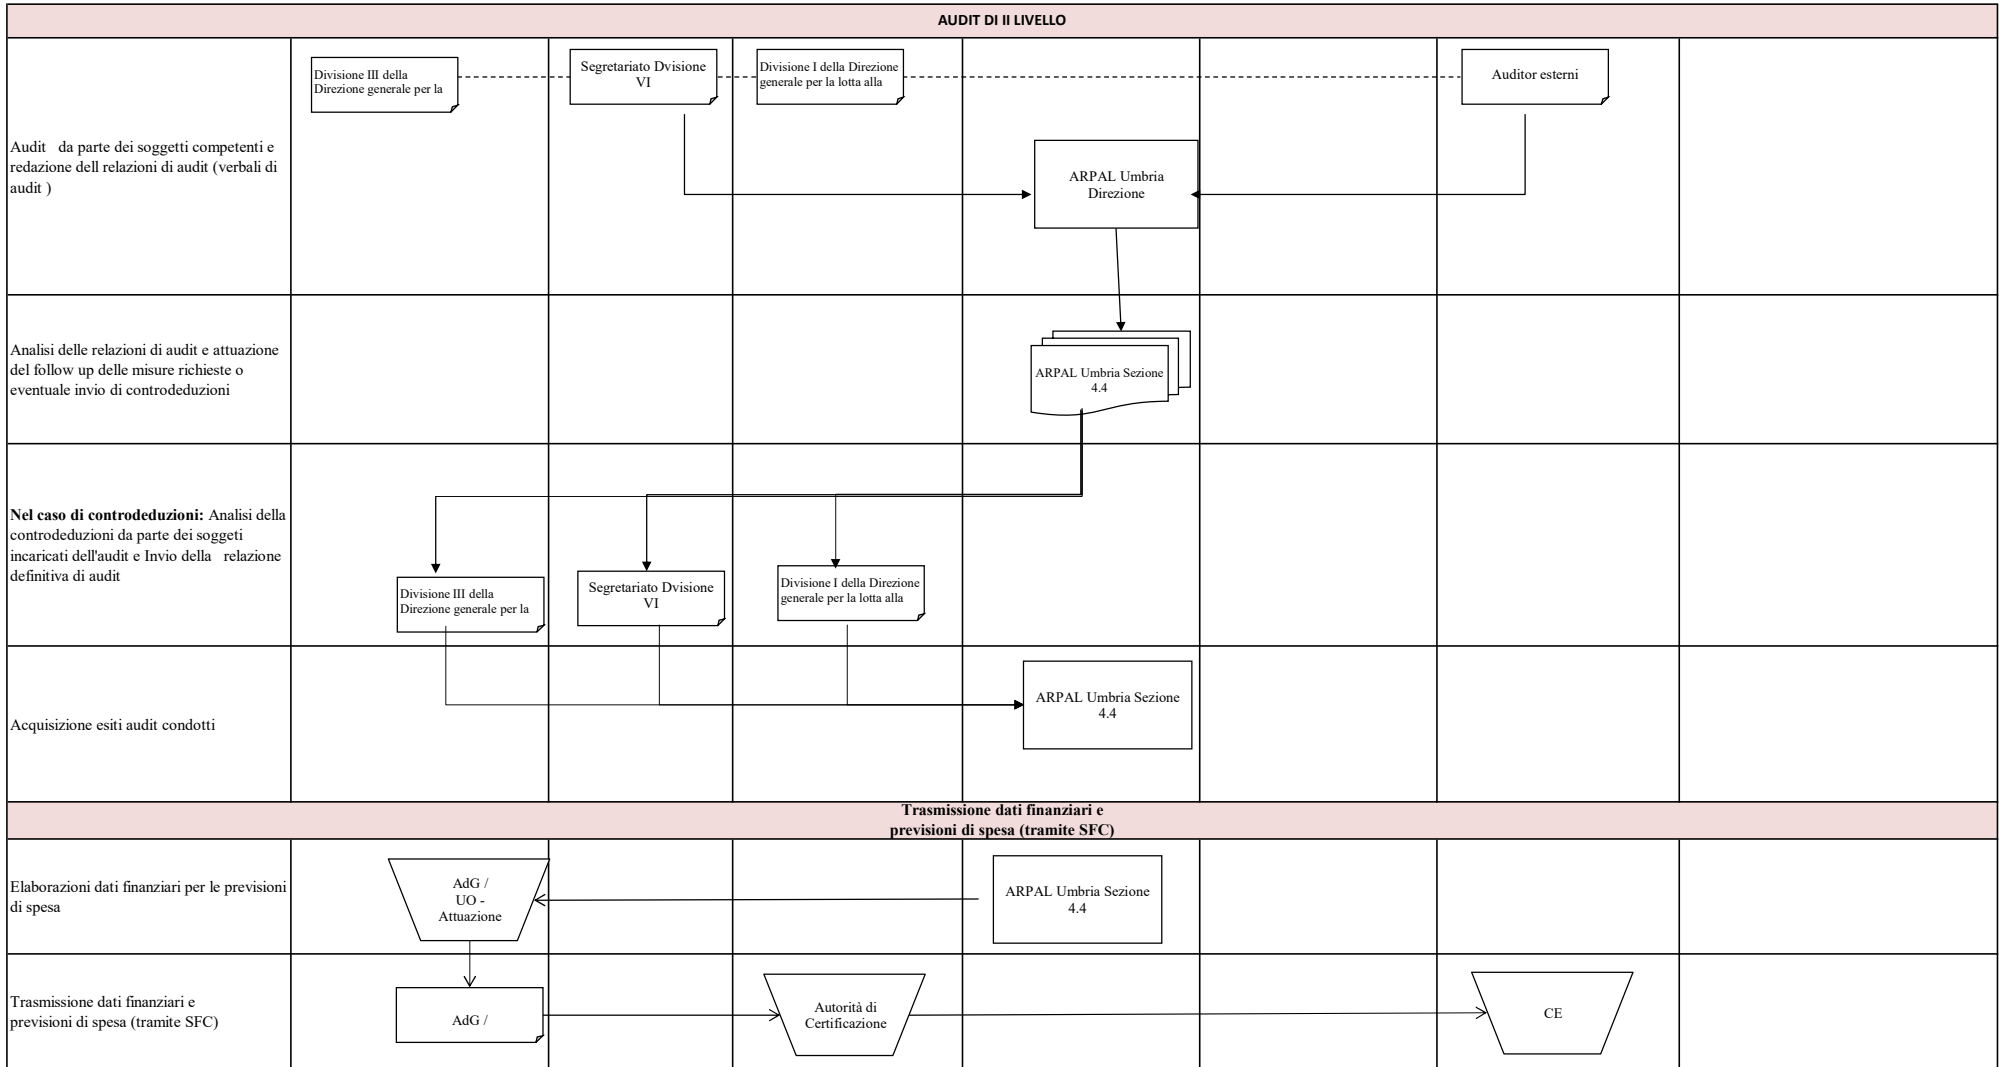 AUDIT DI II LIVELLO
Divisione III della
Direzione generale per la
Segretariato Dvisione
VI
Divisione I della Direzione
generale per la lotta alla
Auditor esterni
Audit da parte dei soggetti competenti e
redazione dell relazioni di audit (verbali di
audit )
ARPAL Umbria
Direzione
Analisi delle relazioni di audit e attuazione
del follow up delle misure richieste o
eventuale invio di controdeduzioni
ARPAL Umbria Sezione
4.4
Nel caso di controdeduzioni: Analisi della
controdeduzioni da parte dei soggeti
incaricati dell'audit e Invio della relazione
definitiva di audit
Divisione III della
Direzione generale per la
Segretariato Dvisione
VI
Divisione I della Direzione
generale per la lotta alla
Acquisizione esiti audit condotti
ARPAL Umbria Sezione
4.4
Trasmissione dati finanziari e
previsioni di spesa (tramite SFC)
Elaborazioni dati finanziari per le previsioni
di spesa
AdG /
UO -
Attuazione
ARPAL Umbria Sezione
4.4
Trasmissione dati finanziari e
previsioni di spesa (tramite SFC)
AdG /
Autorità di
Certificazione
CE